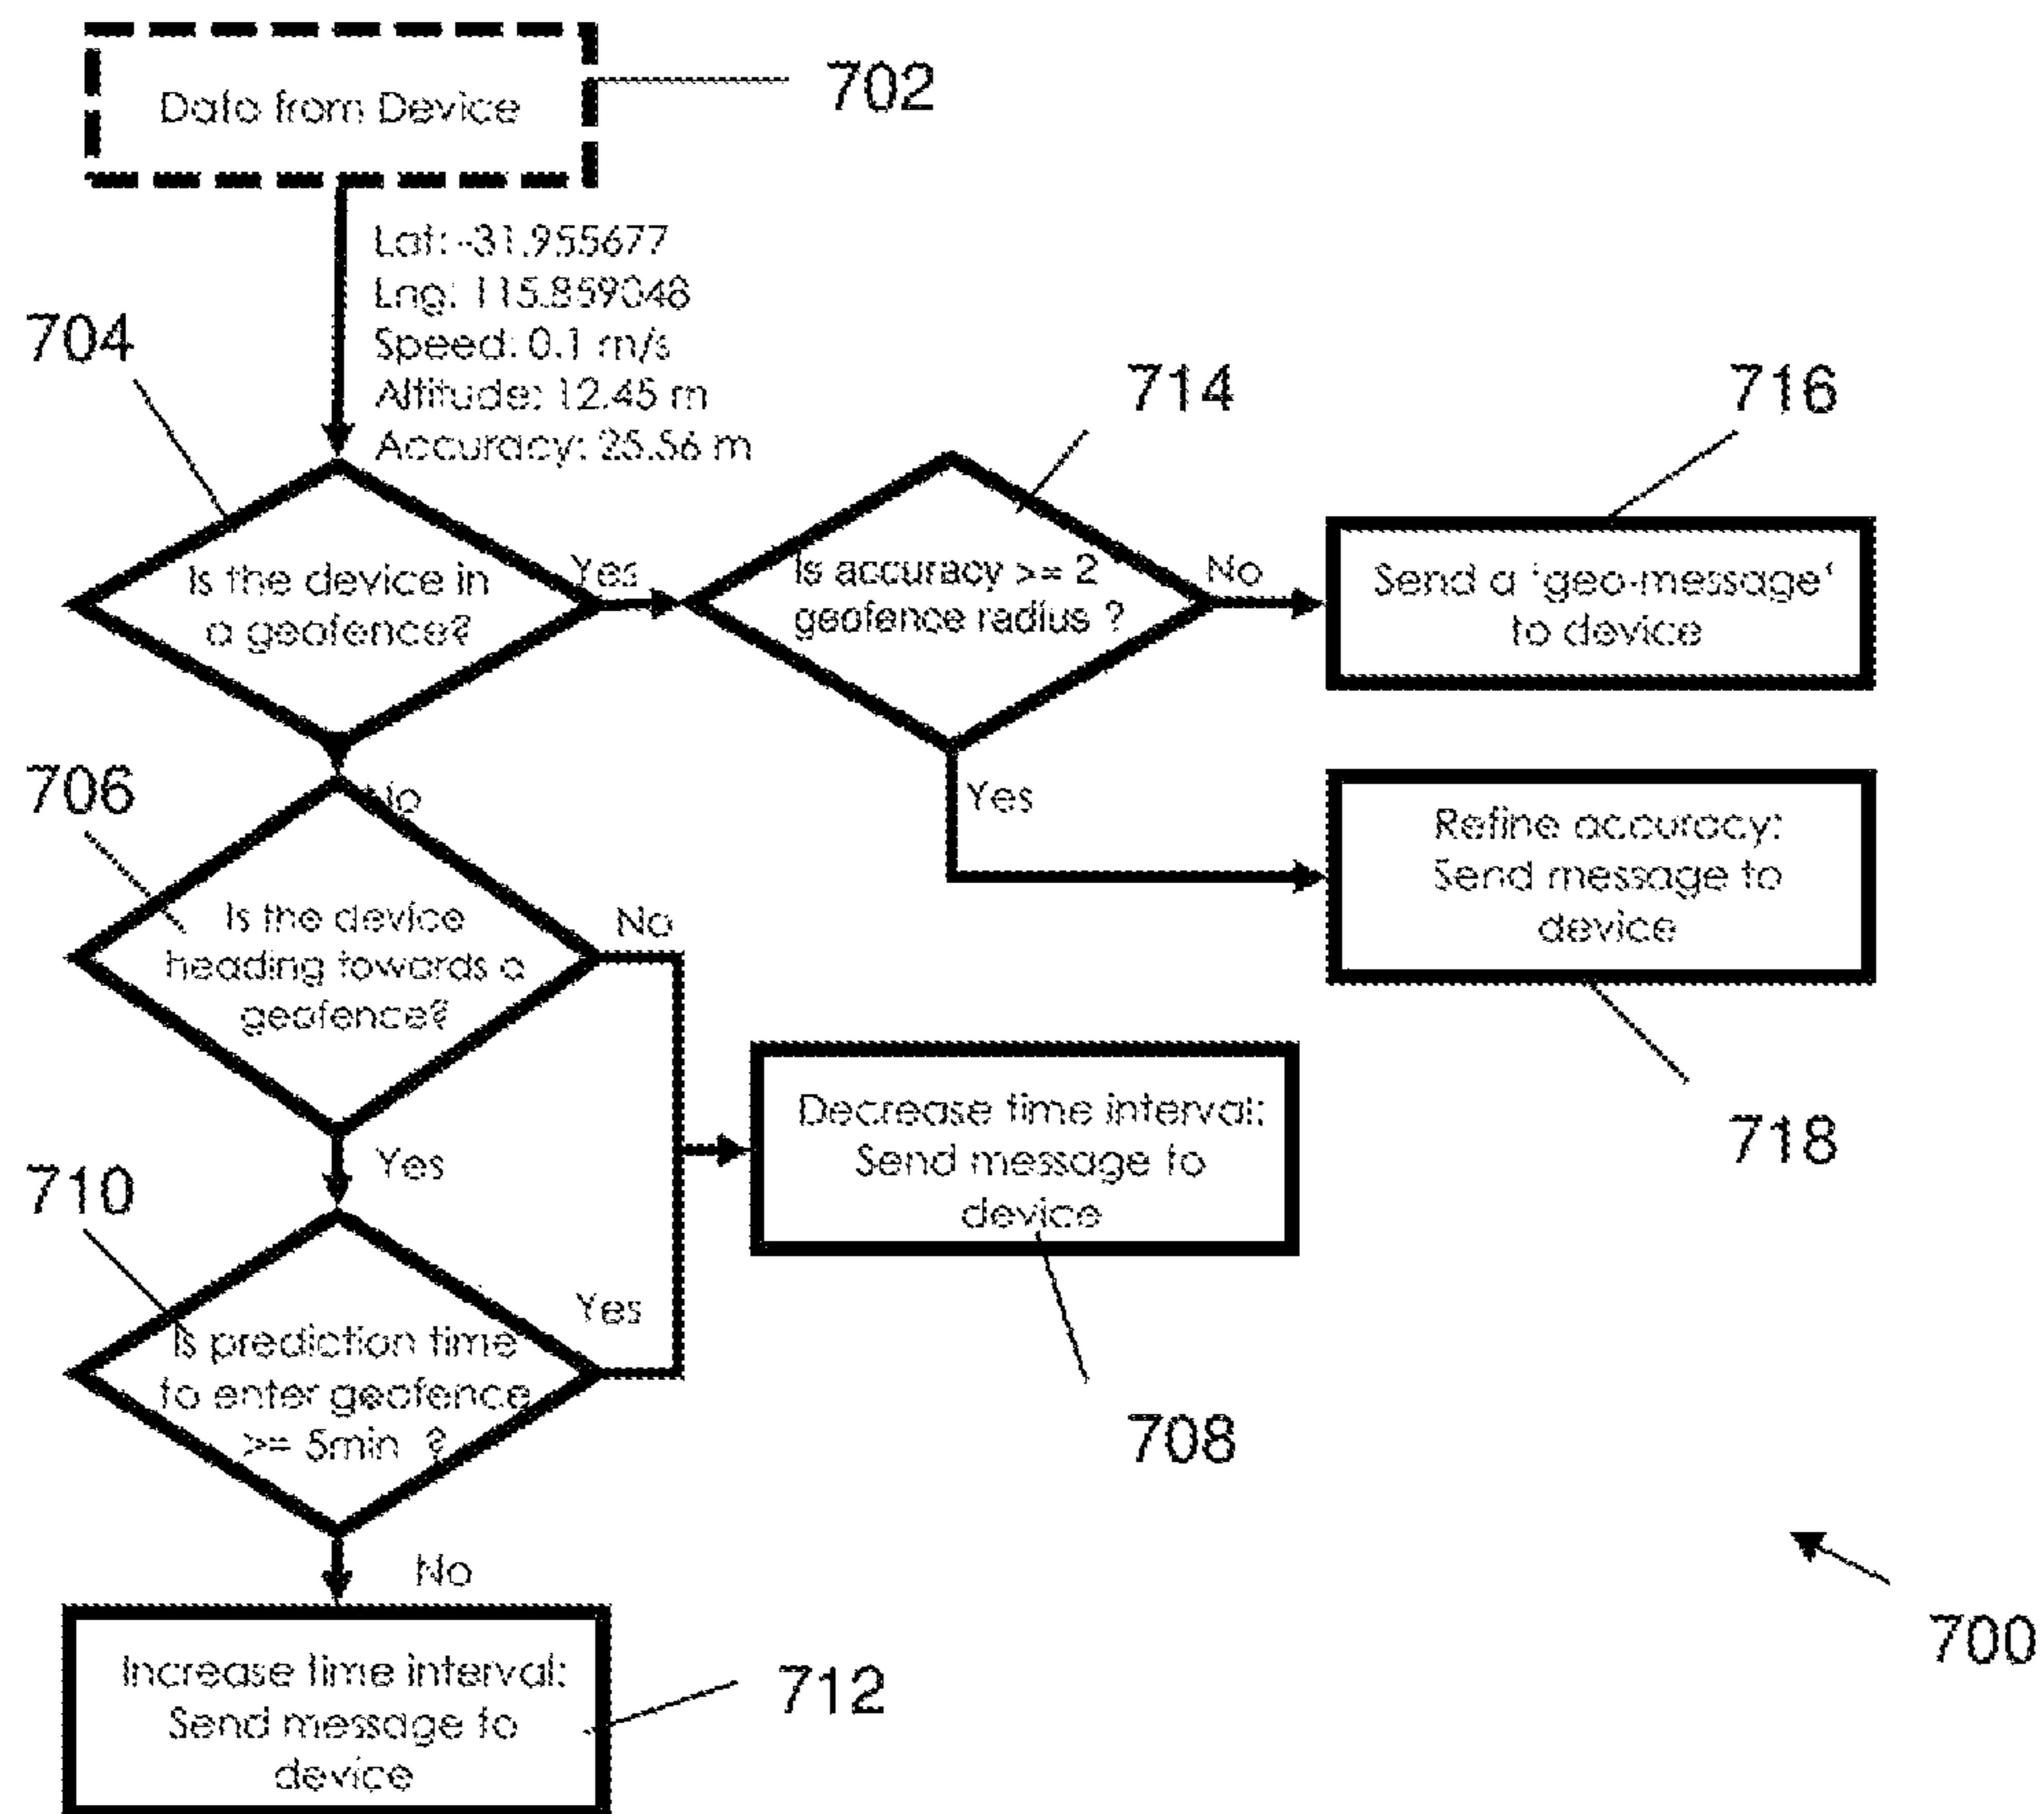 702
Data from Device
Lat: -31.955677
Lng: 115.859048
Speed: 0.1 m/s
Altitude: 12.45 m
Accuracy: 25.56 m
704
714
716
Is the device in
a geofence?
Yes
Is accuracy >= 2
geofence radius ?
No
Send a 'geo-message'
to device
706
No
Yes
Refine accuracy:
Send message to
device
718
Is the device
heading towards a
geofence?
No
Yes
Decrease time interval:
Send message to
device
708
710
Yes
Is prediction time
to enter geofence
>= 5min ?
No
Increase time interval:
Send message to
device
712
700